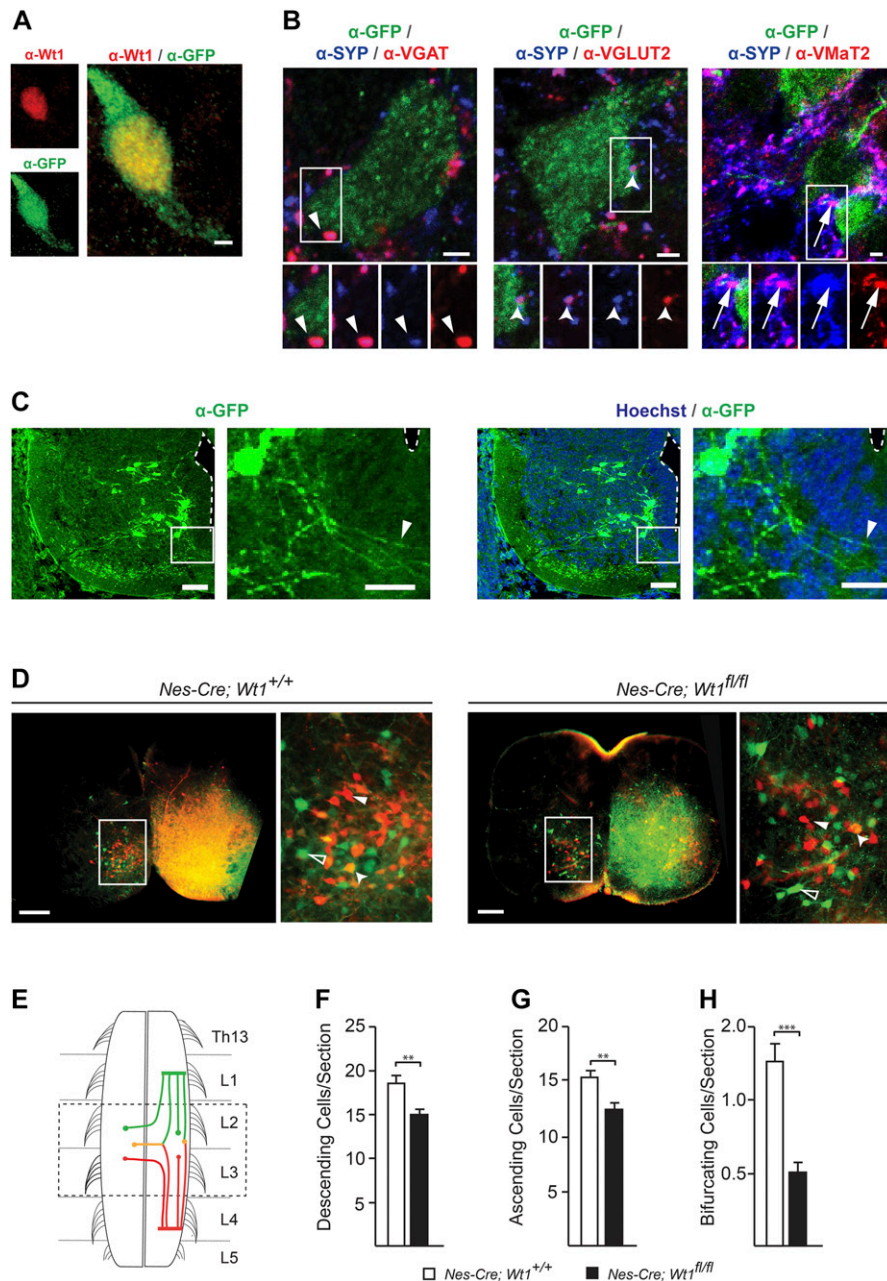 A
α-Wt1
α-Wt1 / α-GFP
α-GFP
B
α-GFP /
α-SYP / α-VGAT
α-GFP /
α-SYP / α-VGLUT2
α-GFP /
α-SYP / α-VMaT2
C
α-GFP
Hoechst / α-GFP
D
Nes-Cre; Wt1+/+
Nes-Cre; Wt1fl/fl
E
Th13
L1
L2
L3
L4
L5
F
Descending Cells/Section
25
20
15
10
5
**
G
Ascending Cells/Section
20
15
10
5
**
H
Bifurcating Cells/Section
2.0
1.0
0.5
***
Nes-Cre; Wt1+/+
Nes-Cre; Wt1fl/fl